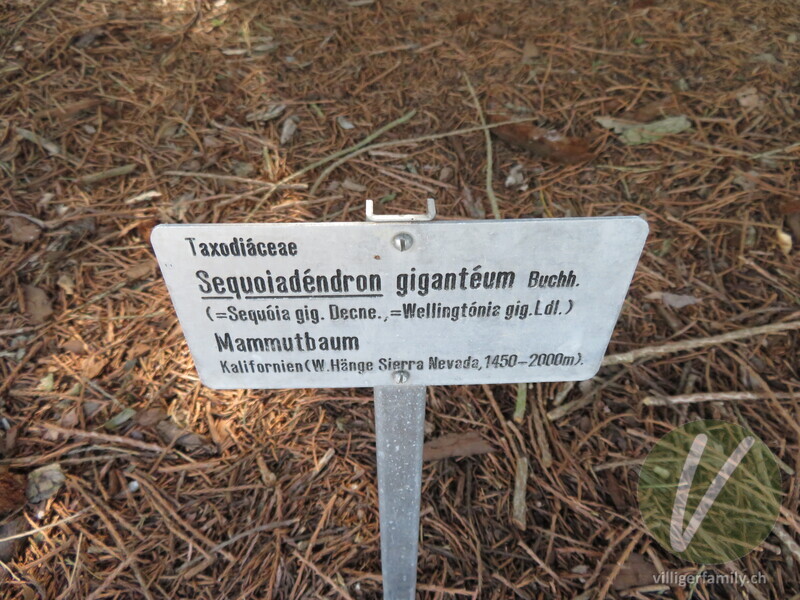 Taxodiáceae
Sequoiadéndron gigantéum Buchh.
(=Sequóia gig. Decne.,=Wellingtónia gig.Ldl.)
Mammutbaum
Kalifornien(W.Hänge Sierra Nevada,1450-2000m).
villigerfamily.ch